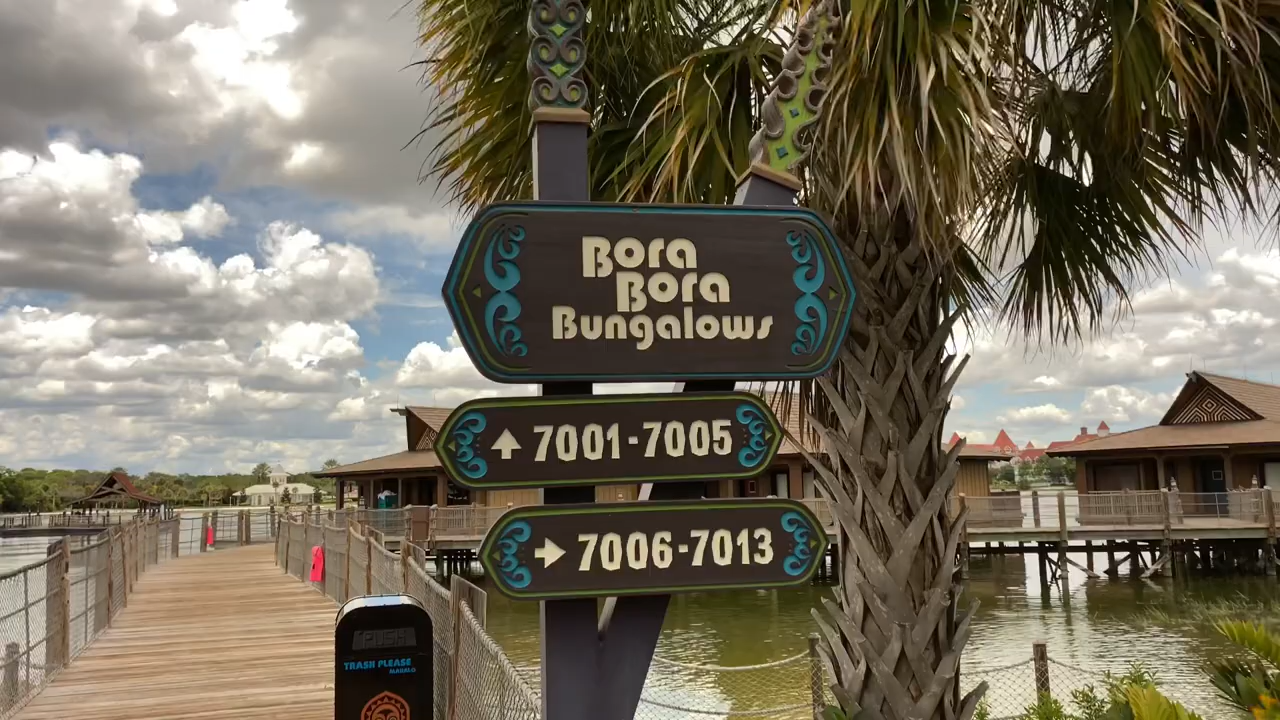 Bora
Bora
Bungalows
7001-7005
7006-7013
PUSH
TRASH PLEASE
MAHALO